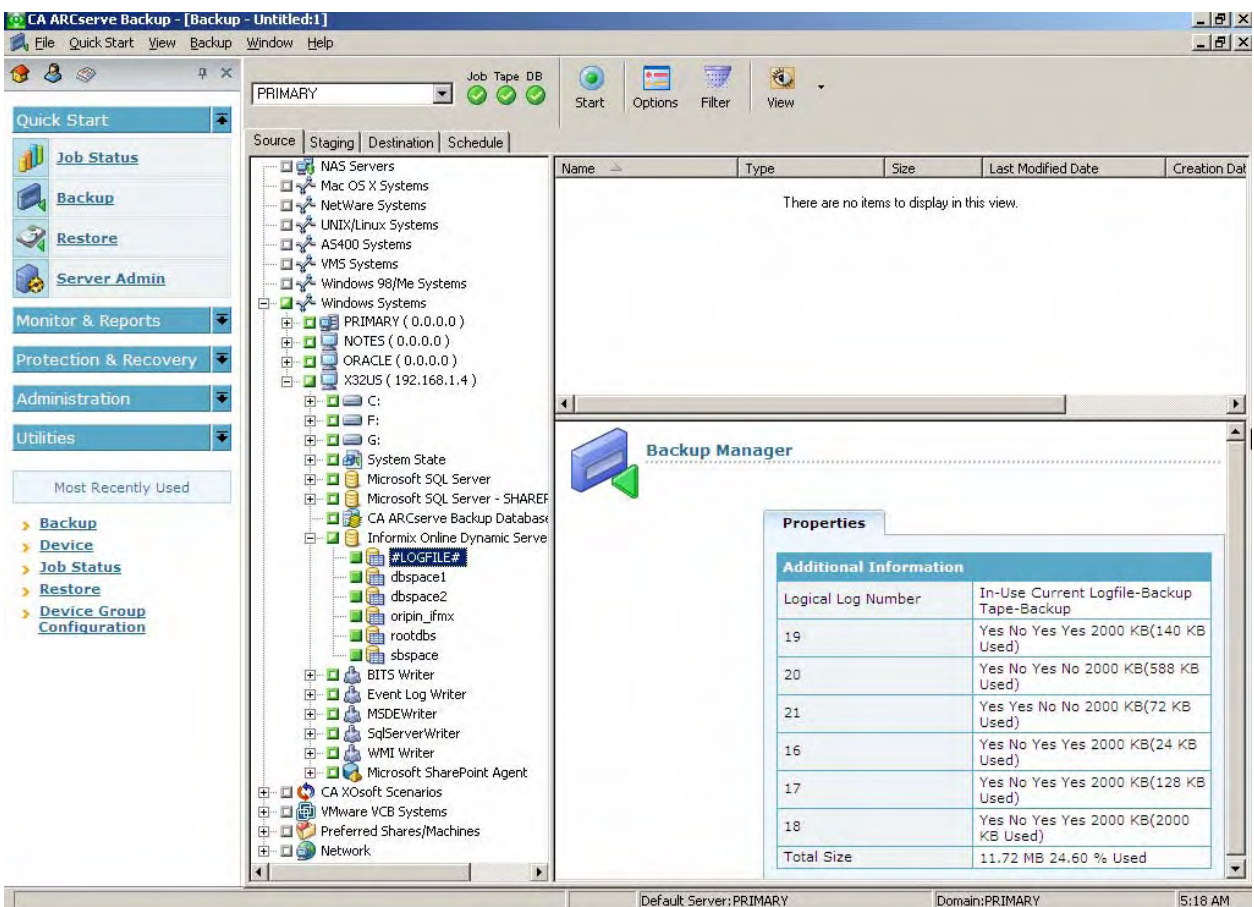 CA ARCserve Backup - [Backup - Untitled:1]
File Quick Start View Backup Window Help
Quick Start
Job Status
Backup
Restore
Server Admin
Monitor & Reports
Protection & Recovery
Administration
Utilities
Most Recently Used
Backup
Device
Job Status
Restore
Device Group
Configuration
PRIMARY
Job Tape DB
Start Options Filter View
Source Staging Destination Schedule
NAS Servers
Mac OS X Systems
NetWare Systems
UNIX/Linux Systems
AS400 Systems
VMS Systems
Windows 98/Me Systems
Windows Systems
PRIMARY ( 0.0.0.0 )
NOTES ( 0.0.0.0 )
ORACLE ( 0.0.0.0 )
X32US ( 192.168.1.4 )
C:
F:
G:
System State
Microsoft SQL Server
Microsoft SQL Server - SHAREP
CA ARCserve Backup Database
Informix Online Dynamic Serve
#LOGFILE#
dbspace1
dbspace2
oripin_ifmx
rootdbs
sbspace
BITS Writer
Event Log Writer
MSDEWriter
SqlServerWriter
WMI Writer
Microsoft SharePoint Agent
CA XOsoft Scenarios
VMware VCB Systems
Preferred Shares/Machines
Network
Name Type Size Last Modified Date Creation Dat
There are no items to display in this view.
Backup Manager
Properties
Additional Information
Logical Log Number In-Use Current Logfile-Backup
Tape-Backup
19 Yes No Yes Yes 2000 KB(140 KB
Used)
20 Yes No Yes No 2000 KB(588 KB
Used)
21 Yes Yes No No 2000 KB(72 KB
Used)
16 Yes No Yes Yes 2000 KB(24 KB
Used)
17 Yes No Yes Yes 2000 KB(128 KB
Used)
18 Yes No Yes Yes 2000 KB(2000
KB Used)
Total Size 11.72 MB 24.60 % Used
Default Server:PRIMARY Domain:PRIMARY 5:18 AM